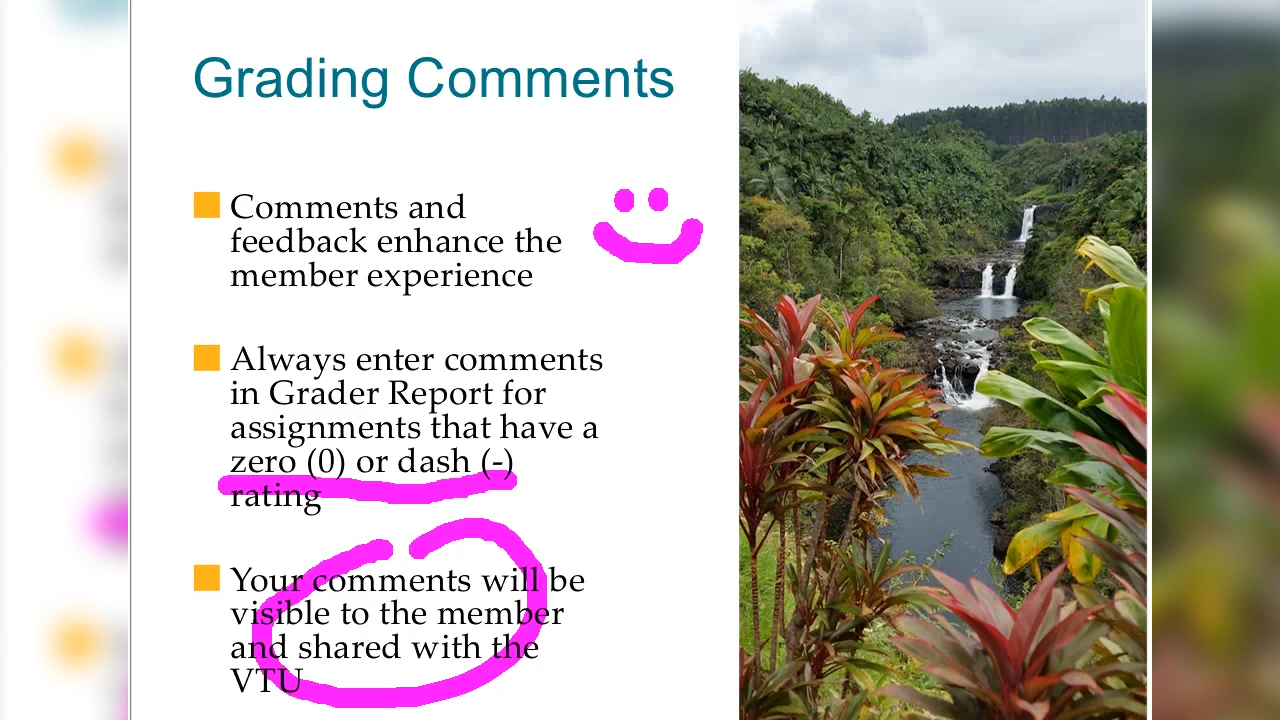 Grading Comments
Comments and
feedback enhance the
member experience
Always enter comments
in Grader Report for
assignments that have a
zero (0) or dash (-)
rating
Your comments will be
visible to the member
and shared with the
VTU